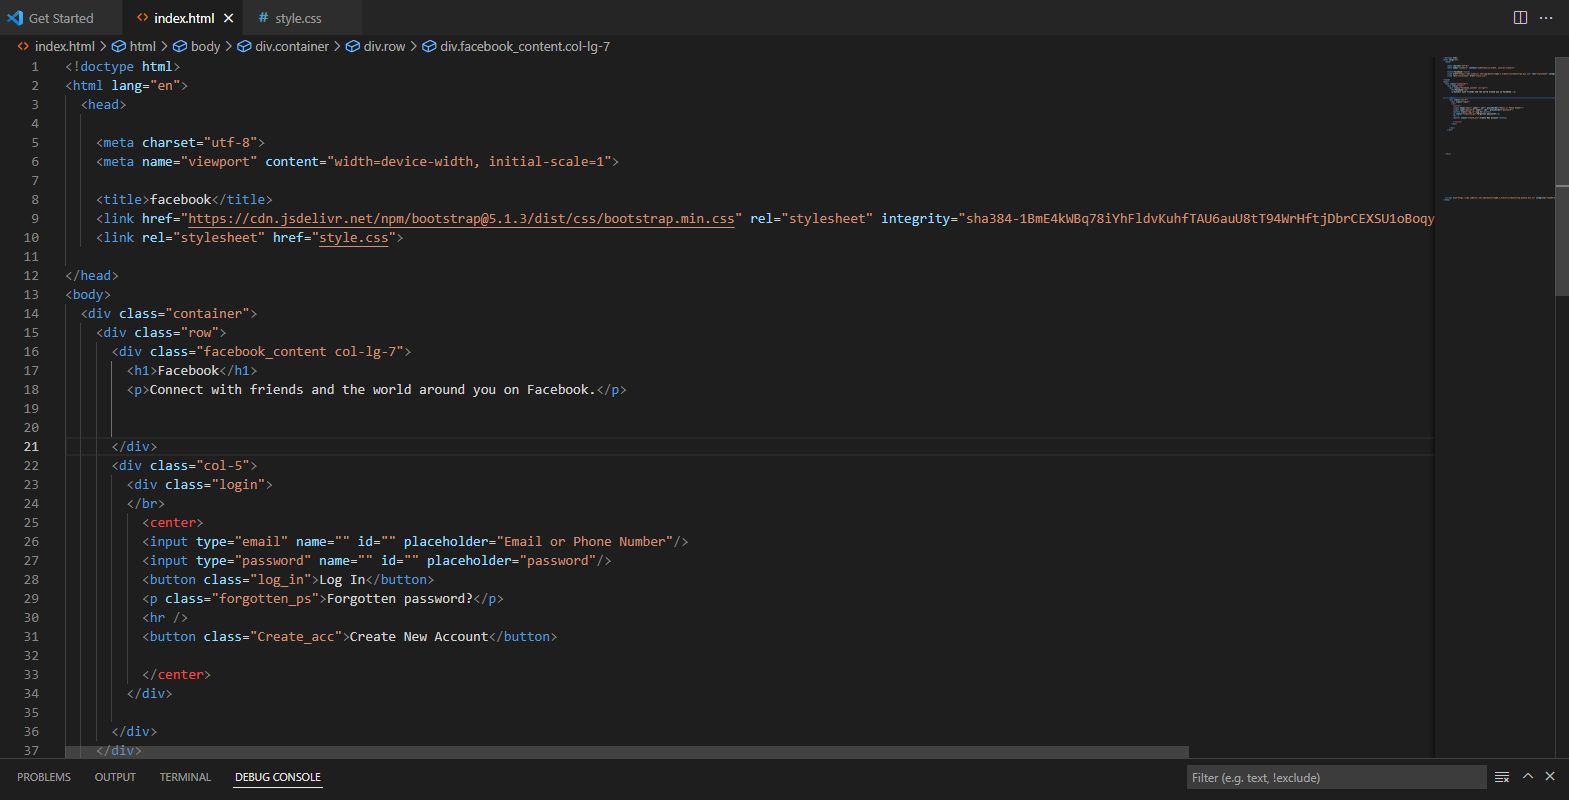 Get Started index.html style.css
index.html > html > body > div.container > div.row > div.facebook_content.col-lg-7
1 <!doctype html>
2 <html lang="en">
3 <head>
4
5 <meta charset="utf-8">
6 <meta name="viewport" content="width=device-width, initial-scale=1">
7
8 <title>facebook</title>
9 <link href="https://cdn.jsdelivr.net/npm/bootstrap@5.1.3/dist/css/bootstrap.min.css" rel="stylesheet" integrity="sha384-1BmE4kWBq78iYhFldvKuhfTAU6auU8tT94WrHftjDbrCEXSU1oBoqy
10 <link rel="stylesheet" href="style.css">
11
12 </head>
13 <body>
14 <div class="container">
15 <div class="row">
16 <div class="facebook_content col-lg-7">
17 <h1>Facebook</h1>
18 <p>Connect with friends and the world around you on Facebook.</p>
19
20
21 </div>
22 <div class="col-5">
23 <div class="login">
24 </br>
25 <center>
26 <input type="email" name="" id="" placeholder="Email or Phone Number"/>
27 <input type="password" name="" id="" placeholder="password"/>
28 <button class="log_in">Log In</button>
29 <p class="forgotten_ps">Forgotten password?</p>
30 <hr />
31 <button class="Create_acc">Create New Account</button>
32
33 </center>
34 </div>
35
36 </div>
37 </div>
PROBLEMS OUTPUT TERMINAL DEBUG CONSOLE Filter (e.g. text, !exclude)